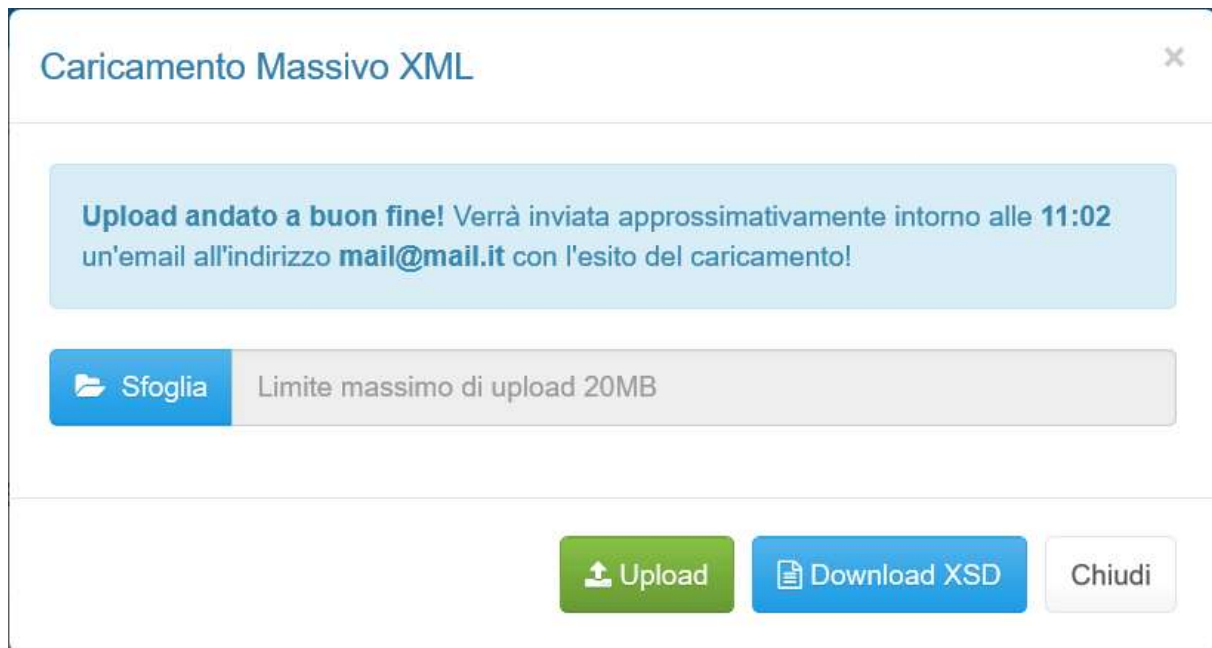 Caricamento Massivo XML
×
Upload andato a buon fine! Verrà inviata approssimativamente intorno alle 11:02
un'email all'indirizzo mail@mail.it con l'esito del caricamento!
Sfoglia Limite massimo di upload 20MB
Upload Download XSD Chiudi